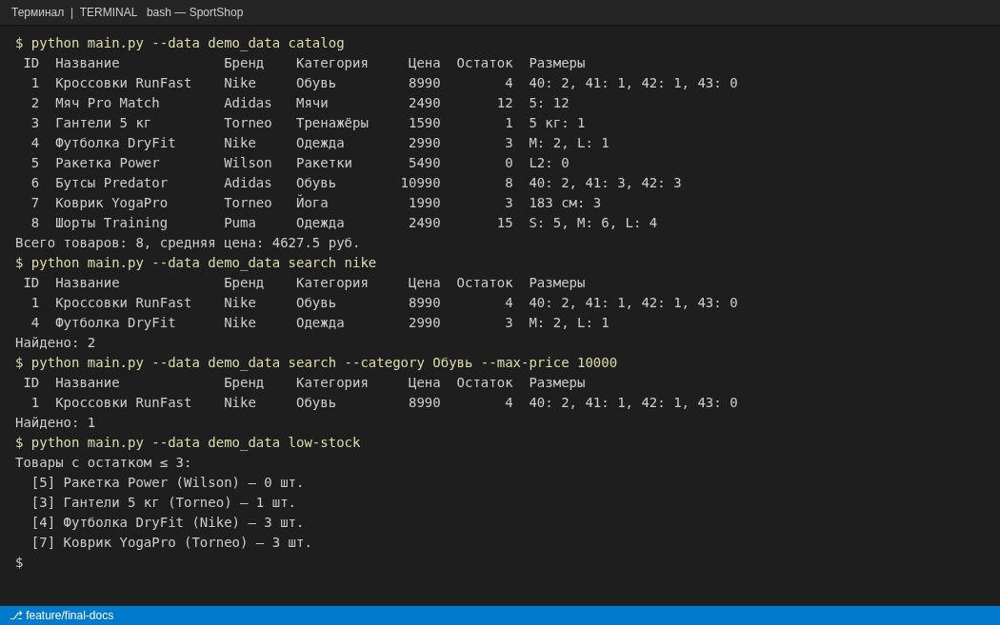 Терминал | TERMINAL bash — SportShop
$ python main.py --data demo_data catalog
ID Название Бренд Категория Цена Остаток Размеры
1 Кроссовки RunFast Nike Обувь 8990 4 40: 2, 41: 1, 42: 1, 43: 0
2 Мяч Pro Match Adidas Мячи 2490 12 5: 12
3 Гантели 5 кг Torneo Тренажёры 1590 1 5 кг: 1
4 Футболка DryFit Nike Одежда 2990 3 M: 2, L: 1
5 Ракетка Power Wilson Ракетки 5490 0 L2: 0
6 Бутсы Predator Adidas Обувь 10990 8 40: 2, 41: 3, 42: 3
7 Коврик YogaPro Torneo Йога 1990 3 183 см: 3
8 Шорты Training Puma Одежда 2490 15 S: 5, M: 6, L: 4
Всего товаров: 8, средняя цена: 4627.5 руб.
$ python main.py --data demo_data search nike
ID Название Бренд Категория Цена Остаток Размеры
1 Кроссовки RunFast Nike Обувь 8990 4 40: 2, 41: 1, 42: 1, 43: 0
4 Футболка DryFit Nike Одежда 2990 3 M: 2, L: 1
Найдено: 2
$ python main.py --data demo_data search --category Обувь --max-price 10000
ID Название Бренд Категория Цена Остаток Размеры
1 Кроссовки RunFast Nike Обувь 8990 4 40: 2, 41: 1, 42: 1, 43: 0
Найдено: 1
$ python main.py --data demo_data low-stock
Товары с остатком ≤ 3:
[5] Ракетка Power (Wilson) — 0 шт.
[3] Гантели 5 кг (Torneo) — 1 шт.
[4] Футболка DryFit (Nike) — 3 шт.
[7] Коврик YogaPro (Torneo) — 3 шт.
$
⎇ feature/final-docs